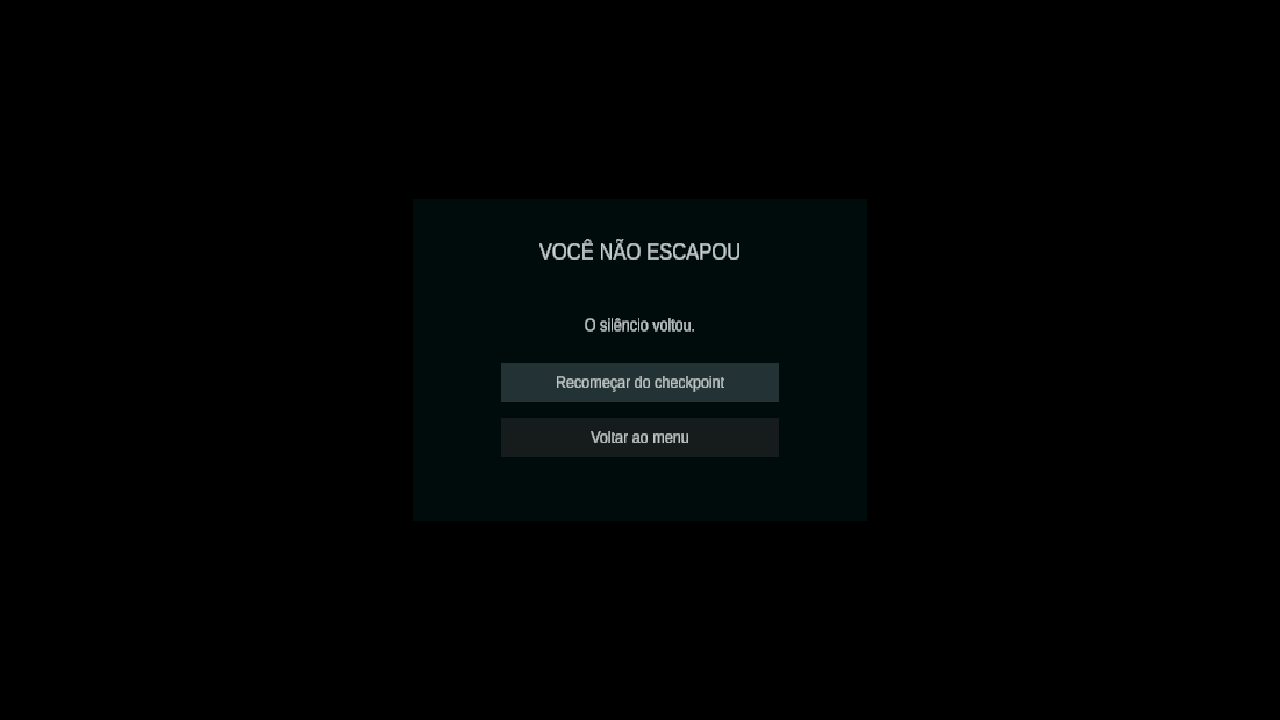 VOCÊ NÃO ESCAPOU
O silêncio voltou.
Recomeçar do checkpoint
Voltar ao menu